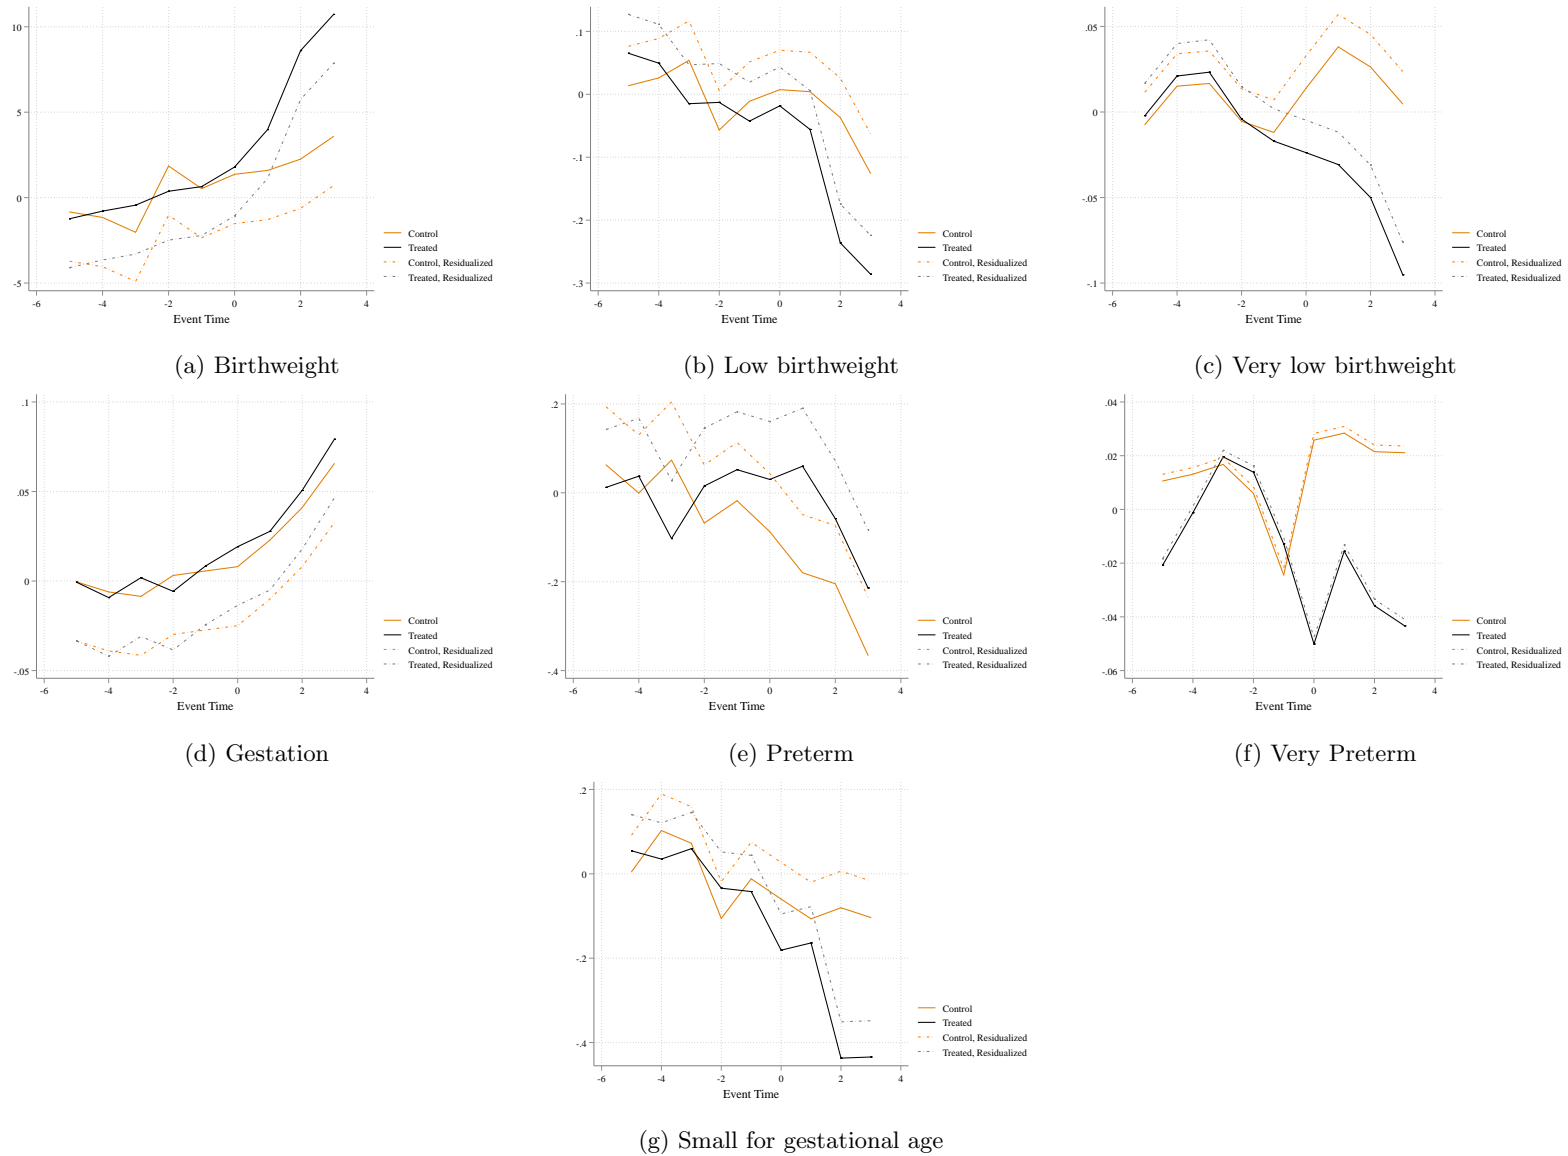 10
5
0
-5
-6
-4
-2
0
2
4
Event Time
Control
Treated
Control, Residualized
Treated, Residualized
(a) Birthweight
.1
0
-.1
-.2
-.3
-6
-4
-2
0
2
4
Event Time
Control
Treated
Control, Residualized
Treated, Residualized
(b) Low birthweight
.05
0
-.05
-.1
-6
-4
-2
0
2
4
Event Time
Control
Treated
Control, Residualized
Treated, Residualized
(c) Very low birthweight
.1
.05
0
-.05
-6
-4
-2
0
2
4
Event Time
Control
Treated
Control, Residualized
Treated, Residualized
(d) Gestation
.2
0
-.2
-.4
-6
-4
-2
0
2
4
Event Time
Control
Treated
Control, Residualized
Treated, Residualized
(e) Preterm
.04
.02
0
-.02
-.04
-.06
-6
-4
-2
0
2
4
Event Time
Control
Treated
Control, Residualized
Treated, Residualized
(f) Very Preterm
.2
0
-.2
-.4
-6
-4
-2
0
2
4
Event Time
Control
Treated
Control, Residualized
Treated, Residualized
(g) Small for gestational age